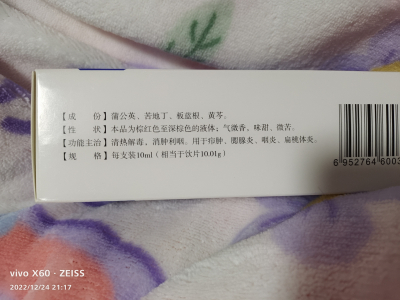 【成　份】蒲公英、苦地丁、板蓝根、黄芩。
【性　状】本品为棕红色至深棕色的液体；气微香，味甜、微苦。
【功能主治】清热解毒、消肿利咽。用于疖肿、腮腺炎、咽炎、扁桃体炎。
【规　格】每支装10ml（相当于饮片10.01g）
6 952764 6003
vivo X60 · ZEISS
2022/12/24 21:17